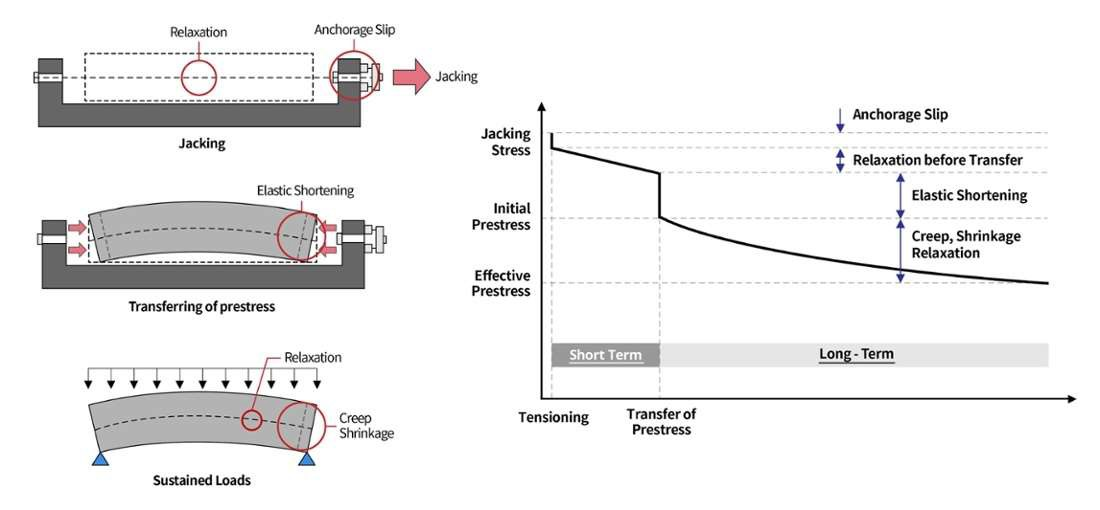 Relaxation
Anchorage Slip
Jacking
Jacking
Elastic Shortening
Transferring of prestress
Relaxation
Creep
Shrinkage
Sustained Loads
Jacking
Stress
Initial
Prestress
Effective
Prestress
Anchorage Slip
Relaxation before Transfer
Elastic Shortening
Creep, Shrinkage
Relaxation
Short Term
Long - Term
Tensioning
Transfer of
Prestress